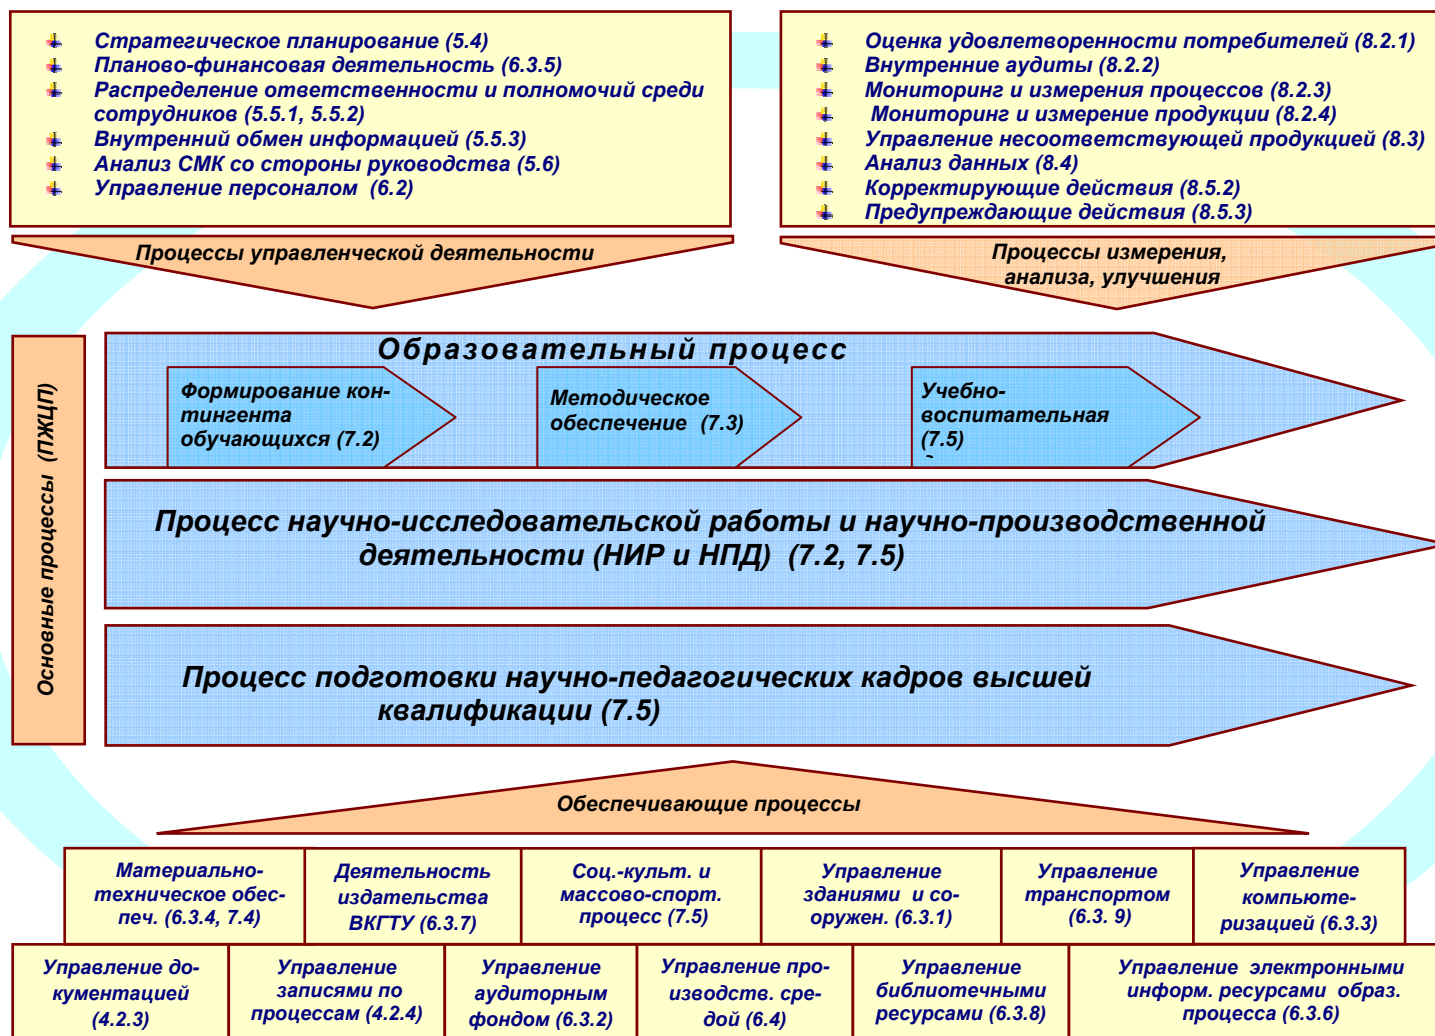 Стратегическое планирование (5.4)
Планово-финансовая деятельность (6.3.5)
Распределение ответственности и полномочий среди
сотрудников (5.5.1, 5.5.2)
Внутренний обмен информацией (5.5.3)
Анализ СМК со стороны руководства (5.6)
Управление персоналом (6.2)
Оценка удовлетворенности потребителей (8.2.1)
Внутренние аудиты (8.2.2)
Мониторинг и измерения процессов (8.2.3)
Мониторинг и измерение продукции (8.2.4)
Управление несоответствующей продукцией (8.3)
Анализ данных (8.4)
Корректирующие действия (8.5.2)
Предупреждающие действия (8.5.3)
Процессы управленческой деятельности
Процессы измерения,
анализа, улучшения
Основные процессы (ПЖЦП)
Образовательный процесс
Формирование кон-
тингента
обучающихся (7.2)
Методическое
обеспечение (7.3)
Учебно-
воспитательная
(7.5)
Процесс научно-исследовательской работы и научно-производственной
деятельности (НИР и НПД) (7.2, 7.5)
Процесс подготовки научно-педагогических кадров высшей
квалификации (7.5)
Обеспечивающие процессы
Материально-
техническое обес-
печ. (6.3.4, 7.4)
Деятельность
издательства
ВКГТУ (6.3.7)
Соц.-культ. и
массово-спорт.
процесс (7.5)
Управление
зданиями и со-
оружен. (6.3.1)
Управление
транспортом
(6.3. 9)
Управление
компьюте-
ризацией (6.3.3)
Управление до-
кументацией
(4.2.3)
Управление
записями по
процессам (4.2.4)
Управление
аудиторным
фондом (6.3.2)
Управление про-
изводств. сре-
дой (6.4)
Управление
библиотечными
ресурсами (6.3.8)
Управление электронными
информ. ресурсами образ.
процесса (6.3.6)